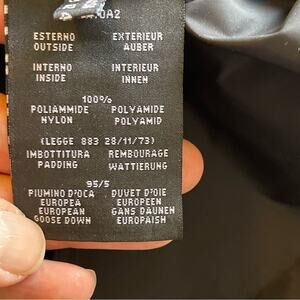 ESTERNO EXTERIEUR
OUTSIDE AUBER
INTERNO INTERIEUR
INSIDE INNEN
100%
POLIAMMIDE POLYAMIDE
NYLON POLYAMID
(LEGGE 883 28/11/73)
IMBOTTITURA REMBOURAGE
PADDING WATTIERUNG
95/5
PIUMINO D'OCA DUVET D'OIE
EUROPEA EUROPEEN
EUROPEAN GANS DAUNEN
GOOSE DOWN EUROPAISH